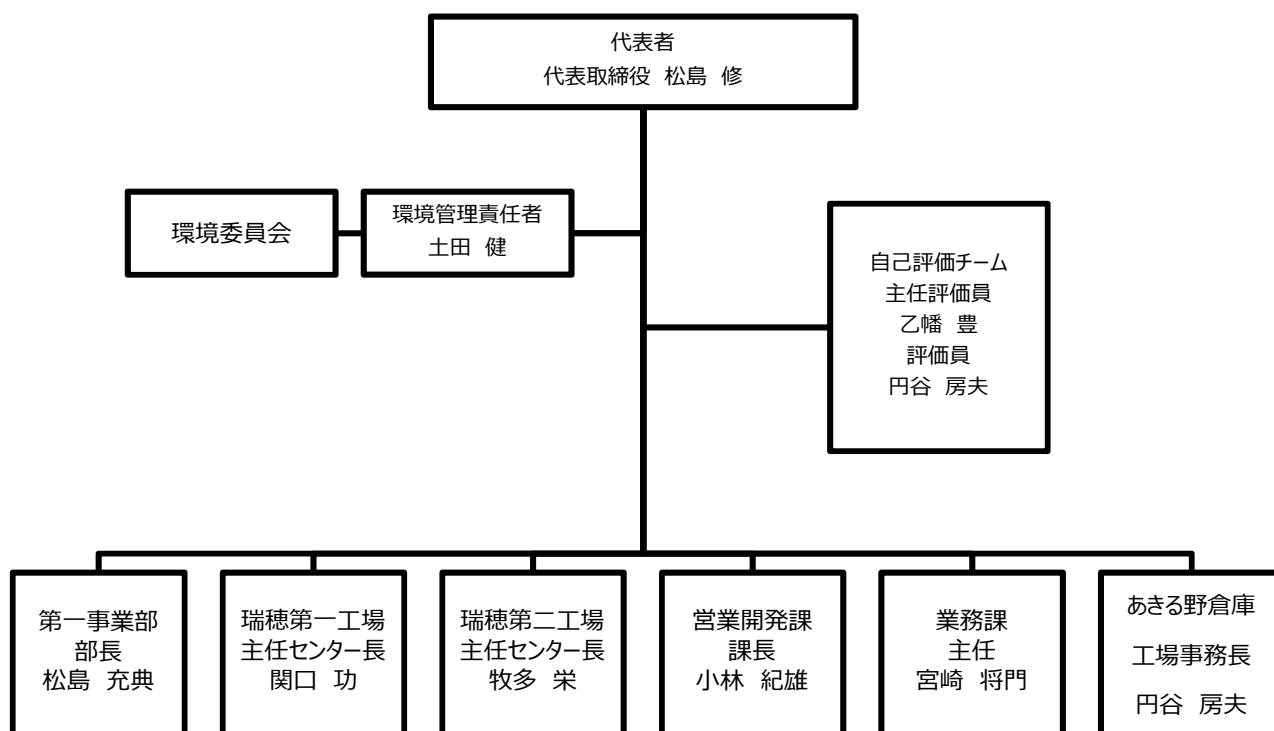 代表者
代表取締役 松島 修
環境委員会
環境管理責任者
土田 健
自己評価チーム
主任評価員
乙幡 豊
評価員
円谷 房夫
第一事業部
部長
松島 充典
瑞穂第一工場
主任センター長
関口 功
瑞穂第二工場
主任センター長
牧多 栄
営業開発課
課長
小林 紀雄
業務課
主任
宮崎 将門
あきる野倉庫
工場事務長
円谷 房夫